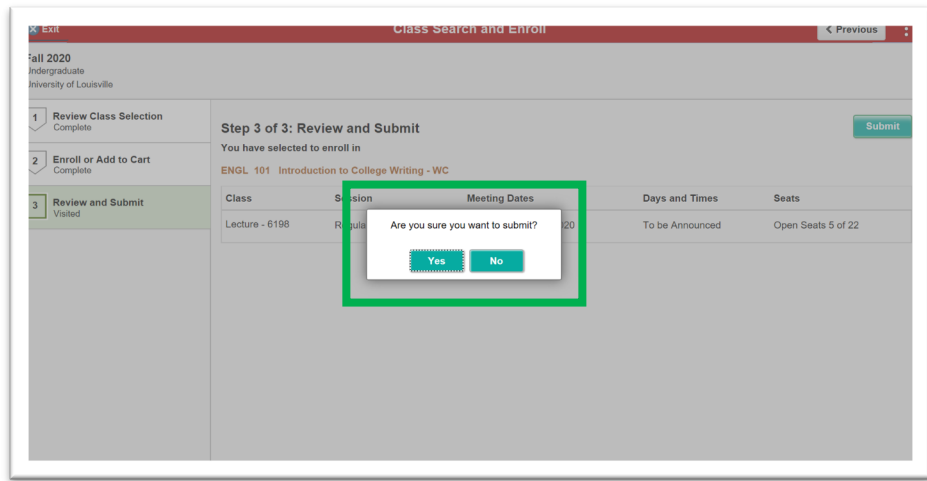 Exit
Class Search and Enroll
Previous
Fall 2020
Undergraduate
University of Louisville
1 Review Class Selection
Complete
2 Enroll or Add to Cart
Complete
3 Review and Submit
Visited
Step 3 of 3: Review and Submit
Submit
You have selected to enroll in
ENGL 101 Introduction to College Writing - WC
Class Session Meeting Dates Days and Times Seats
Lecture - 6198 To be Announced Open Seats 5 of 22
Are you sure you want to submit?
Yes No